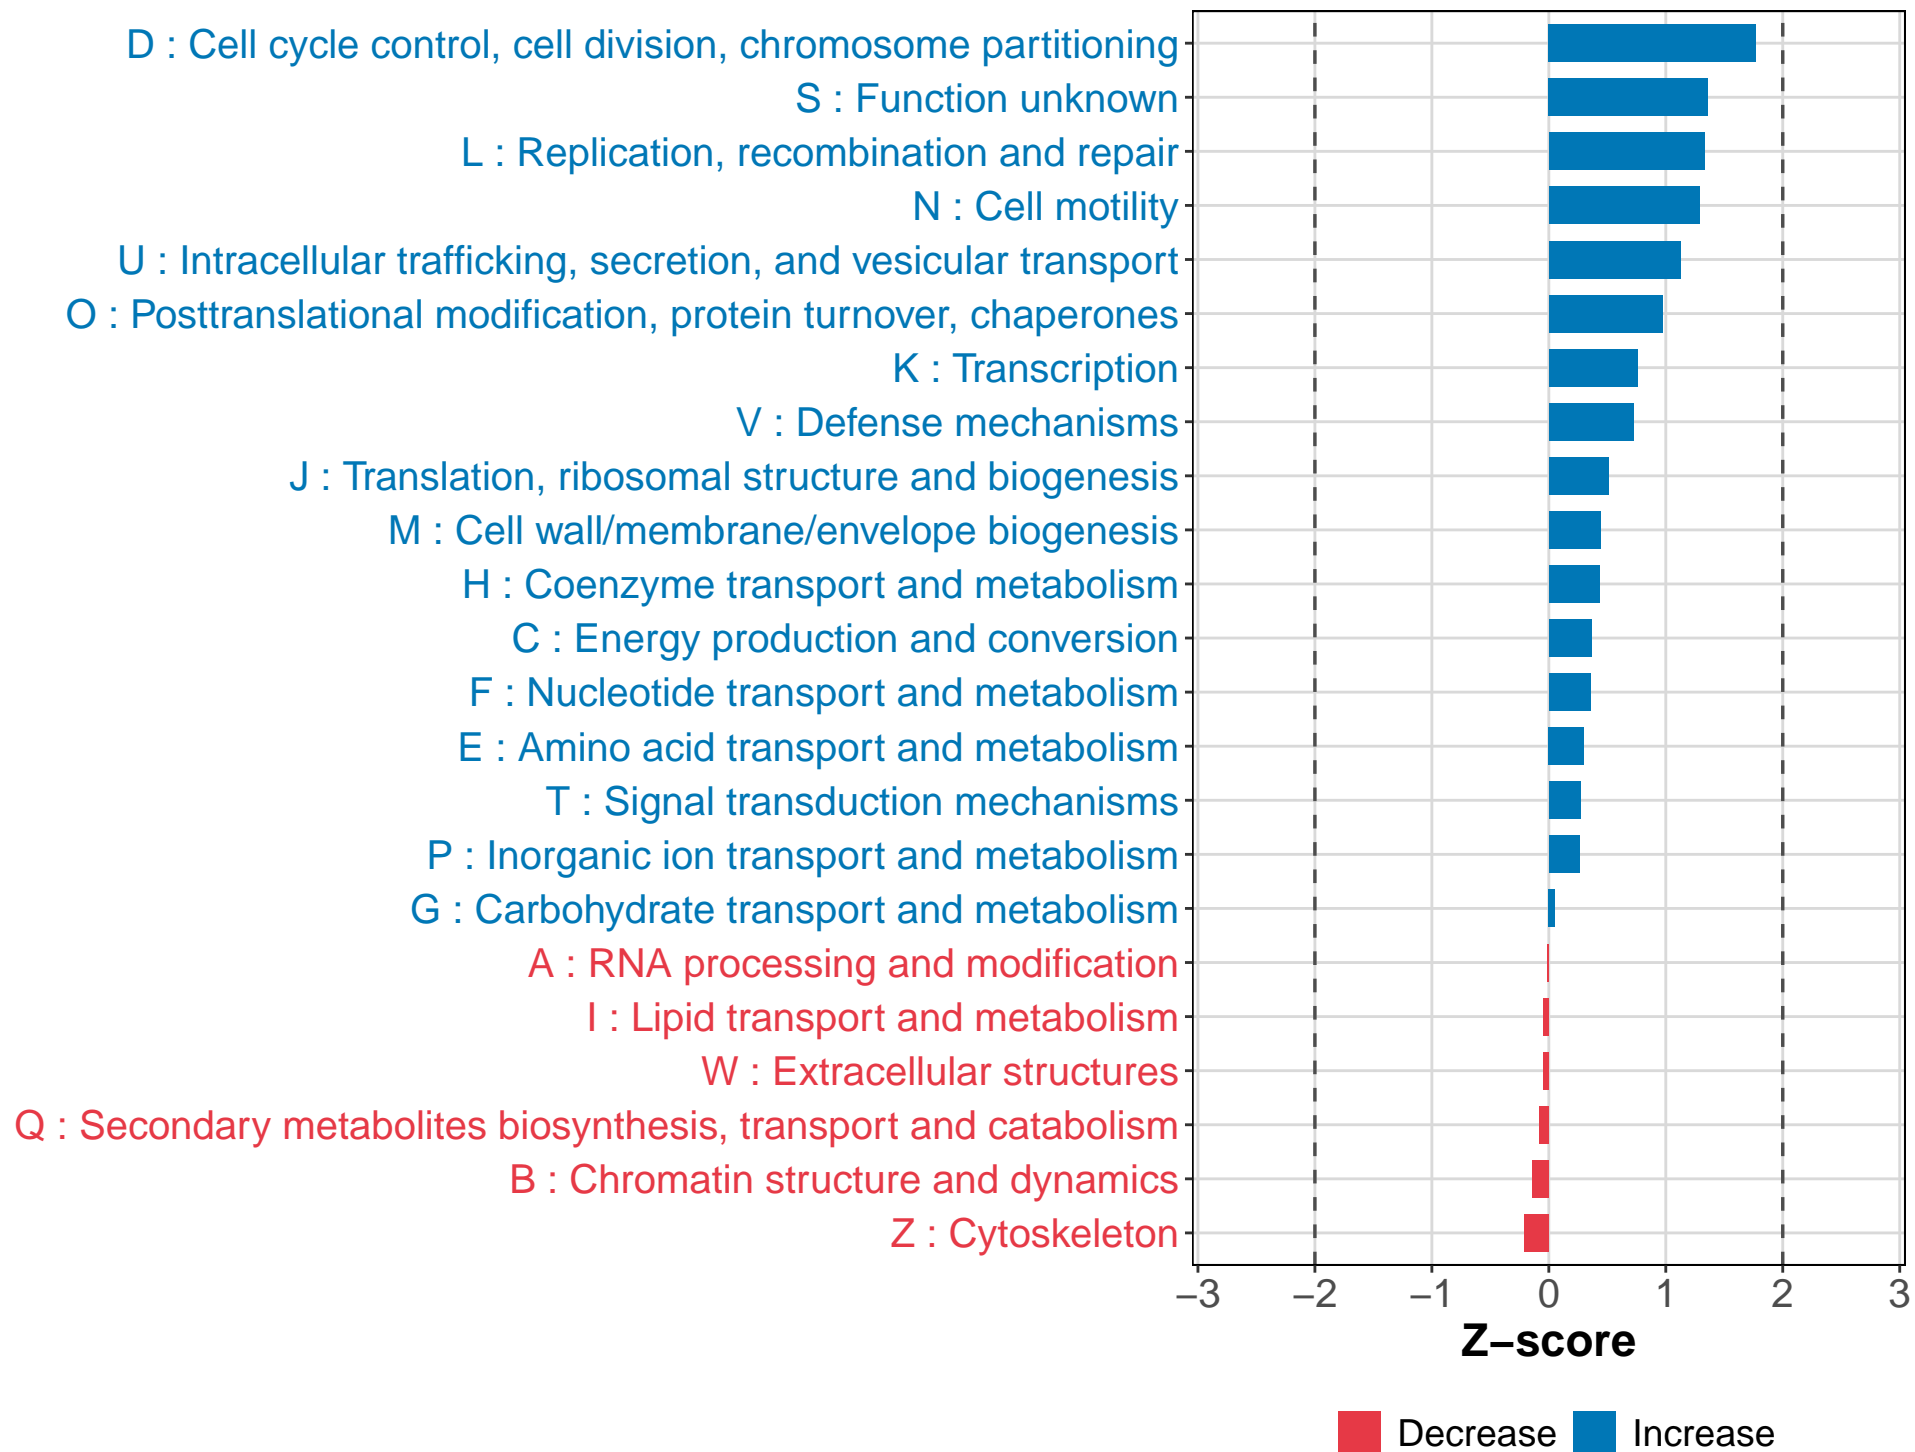 D : Cell cycle control, cell division, chromosome partitioning
S : Function unknown
L : Replication, recombination and repair
N : Cell motility
U : Intracellular trafficking, secretion, and vesicular transport
O : Posttranslational modification, protein turnover, chaperones
K : Transcription
V : Defense mechanisms
J : Translation, ribosomal structure and biogenesis
M : Cell wall/membrane/envelope biogenesis
H : Coenzyme transport and metabolism
C : Energy production and conversion
F : Nucleotide transport and metabolism
E : Amino acid transport and metabolism
T : Signal transduction mechanisms
P : Inorganic ion transport and metabolism
G : Carbohydrate transport and metabolism
A : RNA processing and modification
I : Lipid transport and metabolism
W : Extracellular structures
Q : Secondary metabolites biosynthesis, transport and catabolism
B : Chromatin structure and dynamics
Z : Cytoskeleton
−3 −2 −1 0 1 2 3
Z−score
Decrease Increase